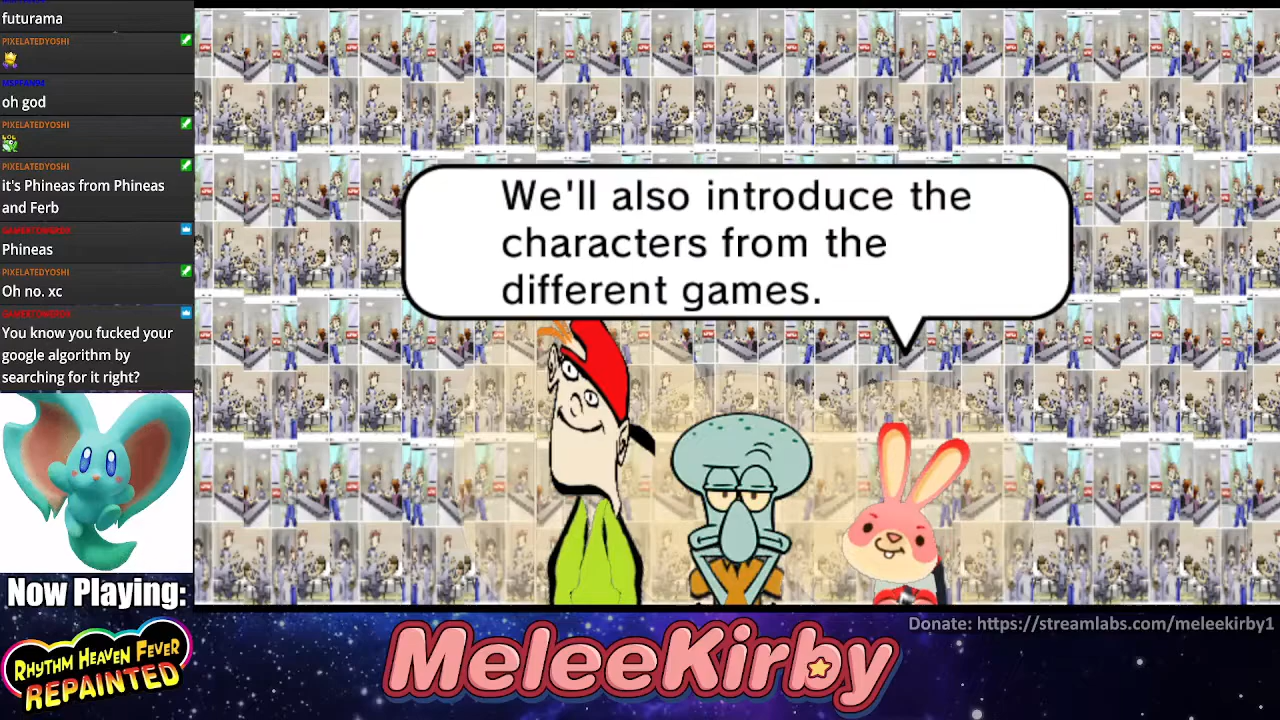 futurama
PIXELATEDYOSHI
oh god
PIXELATEDYOSHI
LOL
PIXELATEDYOSHI
it's Phineas from Phineas
and Ferb
Phineas
PIXELATEDYOSHI
Oh no. xc
You know you fucked your
google algorithm by
searching for it right?
We'll also introduce the
characters from the
different games.
Now Playing:
RHYTHM HEAVEN FEVER
REPAINTED
MeleeKirby
Donate: https://streamlabs.com/meleekirby1